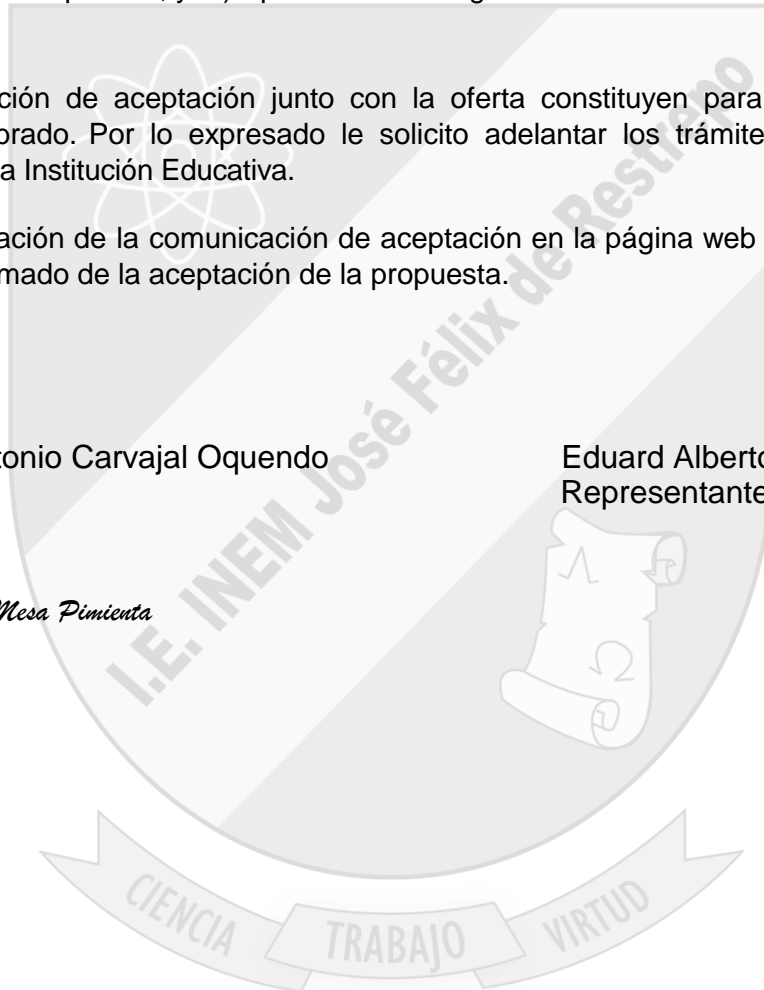 ción de aceptación junto con la oferta constituyen para
orado. Por lo expresado le solicito adelantar los trámite
a Institución Educativa.
ación de la comunicación de aceptación en la página web
mado de la aceptación de la propuesta.
tonio Carvajal Oquendo
Eduard Alberto
Representante
Mesa Pimienta
I.E. INEM José Félix de Restrepo
CIENCIA TRABAJO VIRTUD